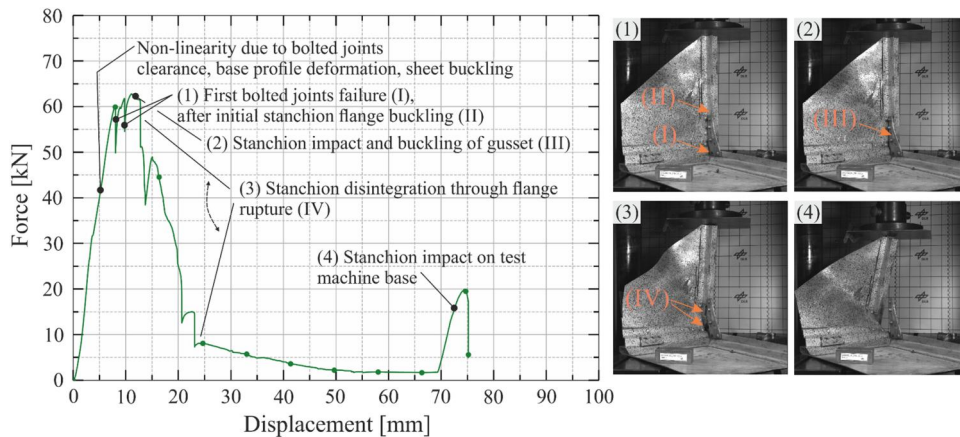 80
70
60
50
40
30
20
10
0
Force [kN]
0 10 20 30 40 50 60 70 80 90 100
Displacement [mm]
Non-linearity due to bolted joints
clearance, base profile deformation, sheet buckling
(1) First bolted joints failure (I),
after initial stanchion flange buckling (II)
(2) Stanchion impact and buckling of gusset (III)
(3) Stanchion disintegration through flange
rupture (IV)
(4) Stanchion impact on test
machine base
(1)
(II)
(I)
(2)
(III)
(3)
(IV)
(4)